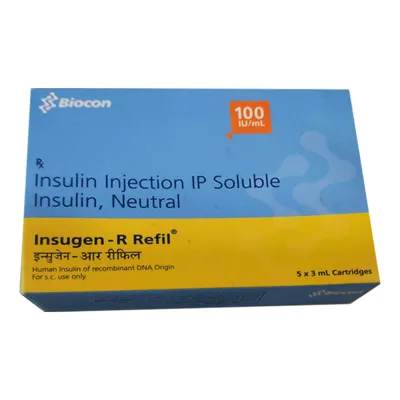 Biocon
100
IU/mL
Rx
Insulin Injection IP Soluble
Insulin, Neutral
Insugen-R Refil®
इन्सुजेन-आर रीफिल
Human Insulin of recombinant DNA Origin
For s.c. use only
5 x 3 mL Cartridges